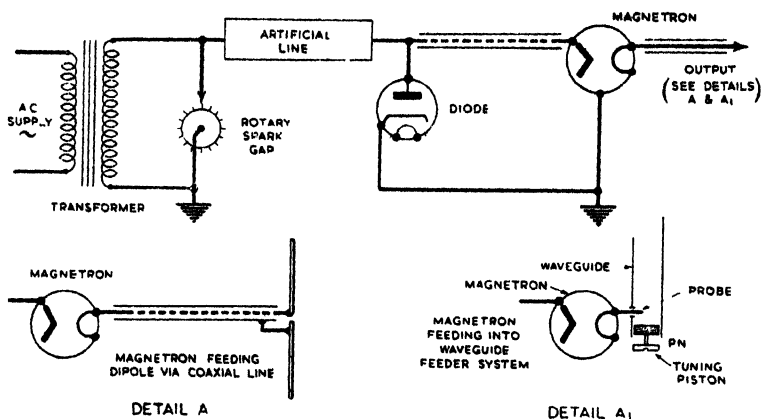 MAGNETRON
ARTIFICIAL
LINE
OUTPUT
(SEE DETAILS
A & A1)
AC
SUPPLY
~
ROTARY
SPARK
GAP
DIODE
TRANSFORMER
MAGNETRON
MAGNETRON FEEDING
DIPOLE VIA COAXIAL LINE
DETAIL A
WAVEGUIDE
MAGNETRON
PROBE
MAGNETRON
FEEDING INTO
WAVEGUIDE
FEEDER SYSTEM
PN
TUNING
PISTON
DETAIL A1